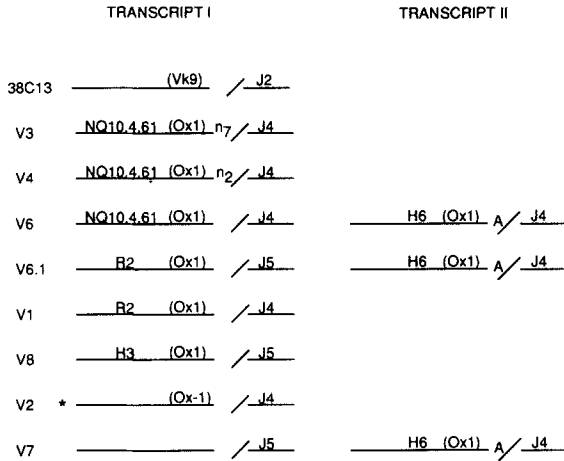 TRANSCRIPT I TRANSCRIPT II
38C13 (Vk9) J2
V3 NQ10.4.61 (Ox1) n7 J4
V4 NQ10.4.61 (Ox1) n2 J4
V6 NQ10.4.61 (Ox1) J4 H6 (Ox1) A J4
V6.1 R2 (Ox1) J5 H6 (Ox1) A J4
V1 R2 (Ox1) J4
V8 H3 (Ox1) J5
V2 * (Ox-1) J4
V7 J5 H6 (Ox1) A J4